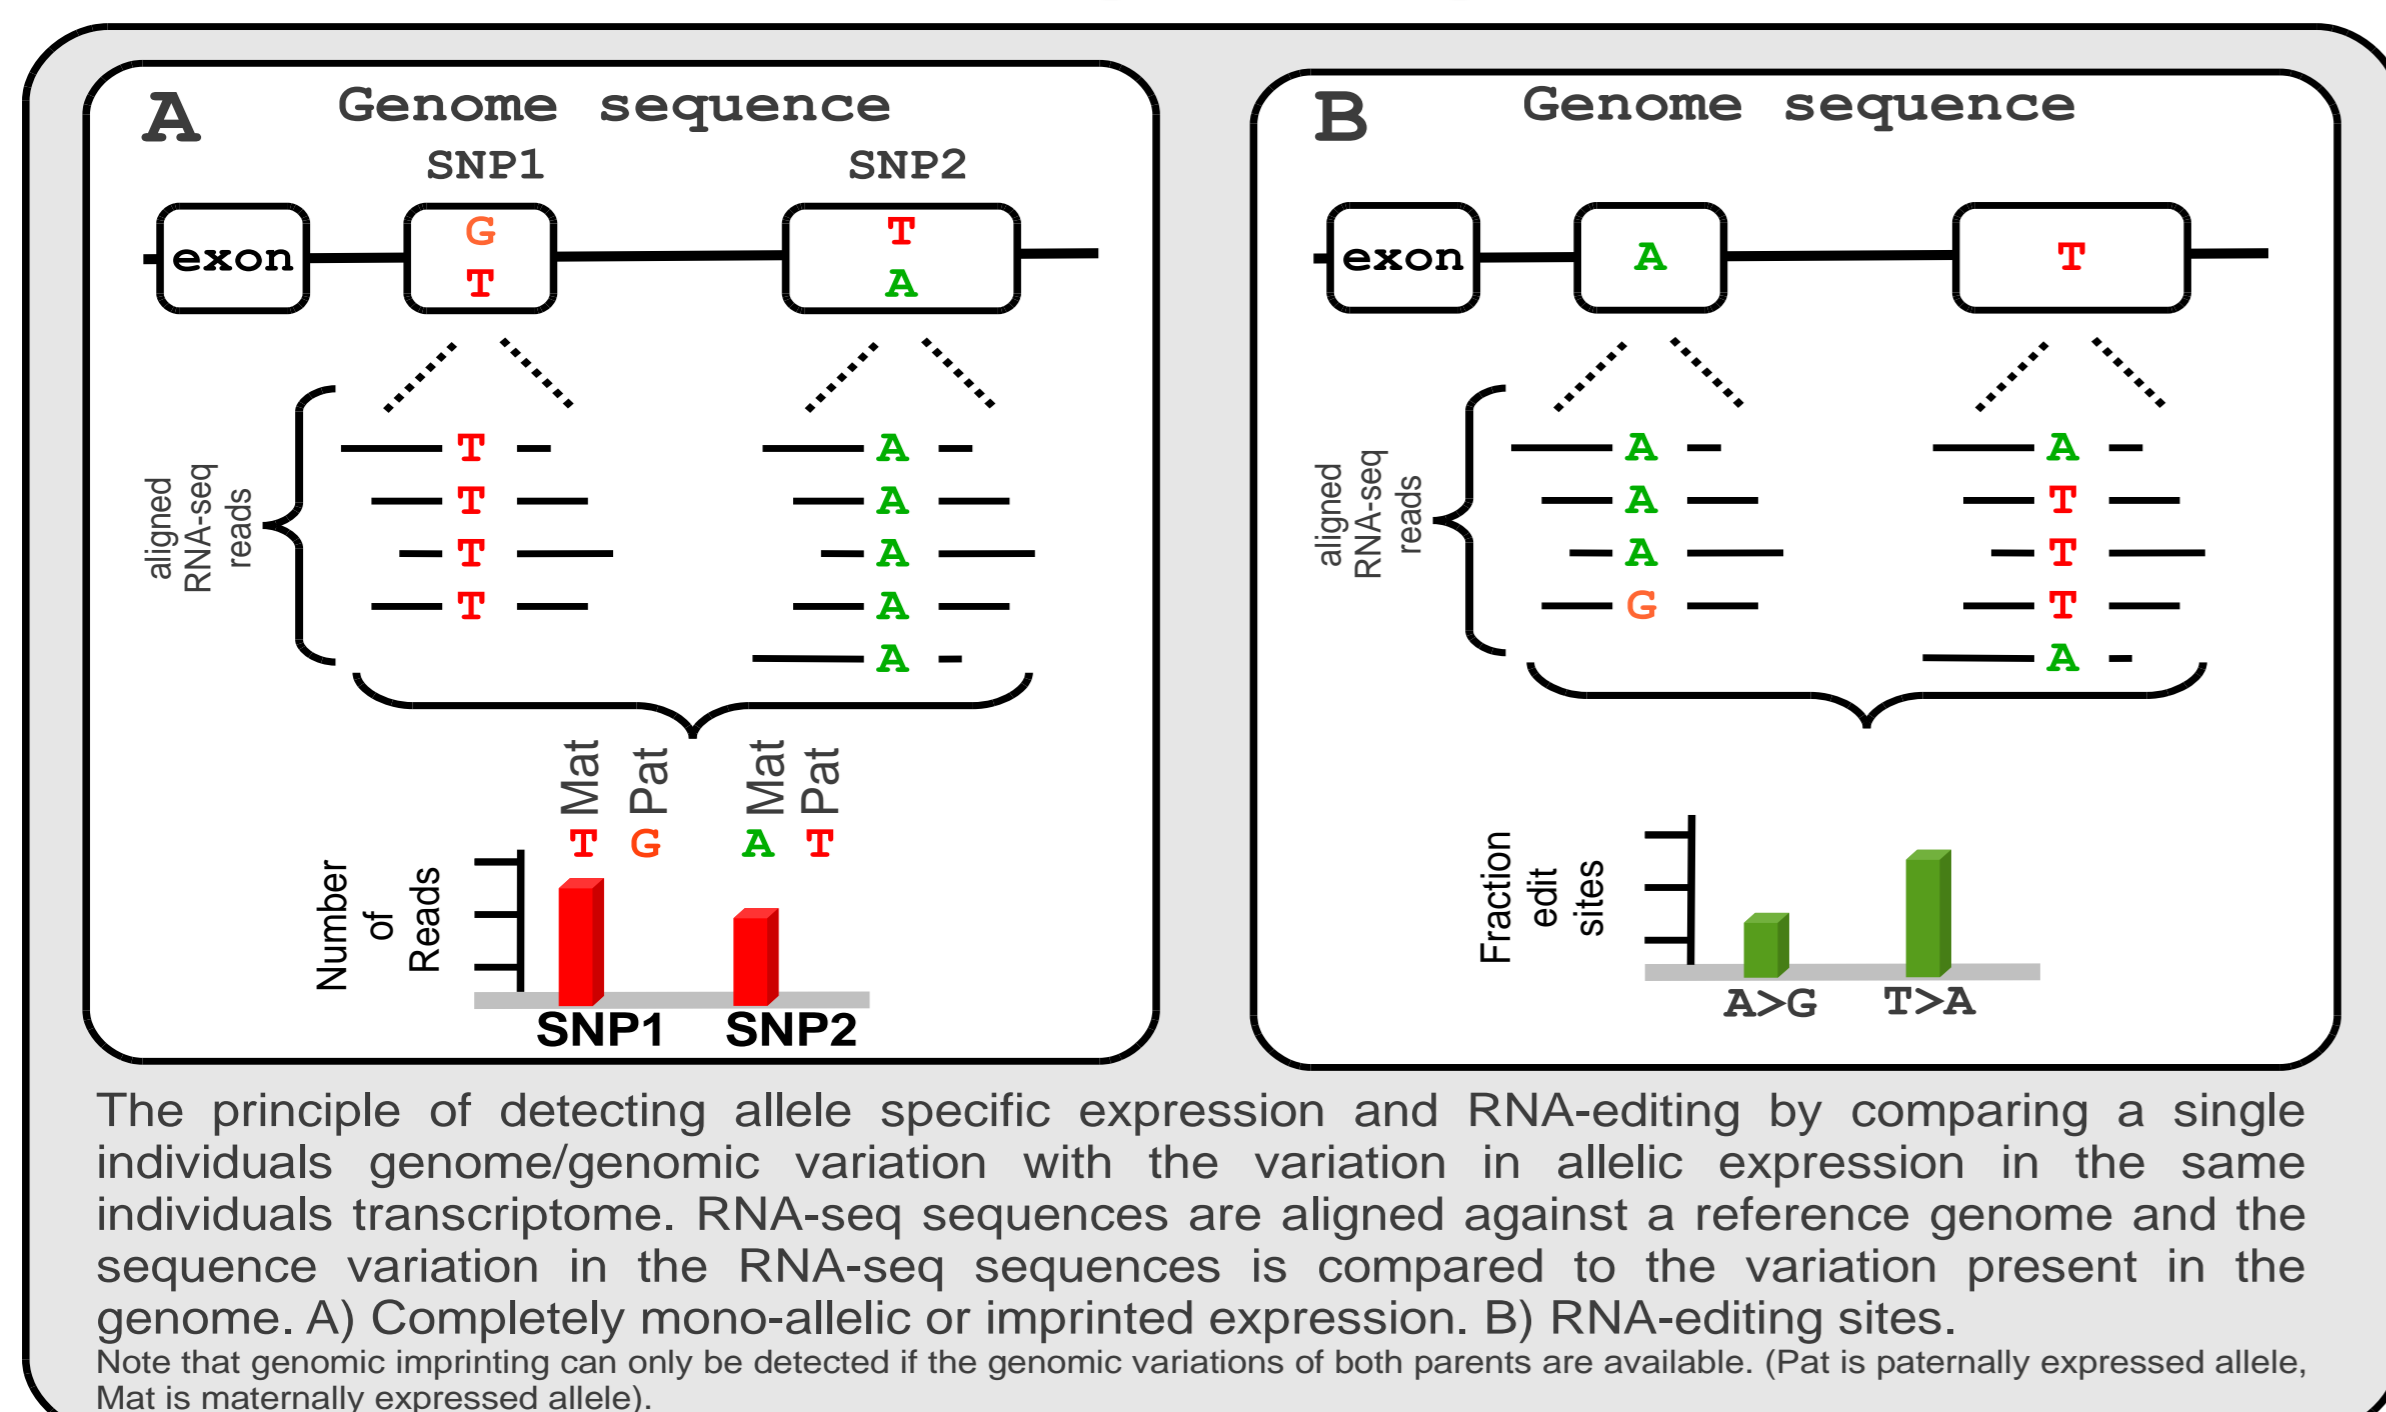 A
Genome sequence
SNP1 SNP2
exon
G T
T A
aligned
RNA-seq
reads
T A
T A
T A
T A
A
Mat Pat Mat Pat
T G A T
Number
of
Reads
SNP1 SNP2
B
Genome sequence
exon A T
aligned
RNA-seq
reads
A A
A T
A T
G T
A
Fraction
edit
sites
A>G T>A
The principle of detecting allele specific expression and RNA-editing by comparing a single
individuals genome/genomic variation with the variation in allelic expression in the same
individuals transcriptome. RNA-seq sequences are aligned against a reference genome and the
sequence variation in the RNA-seq sequences is compared to the variation present in the
genome. A) Completely mono-allelic or imprinted expression. B) RNA-editing sites.
Note that genomic imprinting can only be detected if the genomic variations of both parents are available. (Pat is paternally expressed allele,
Mat is maternally expressed allele).